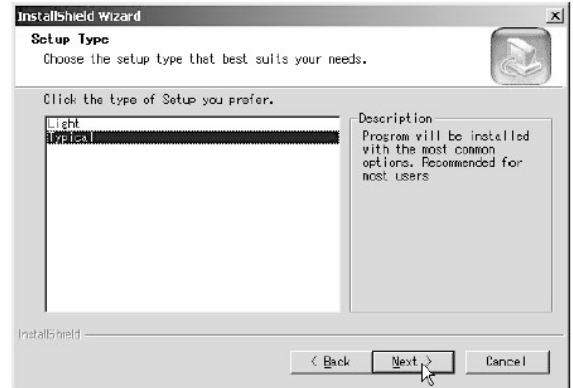 InstallShield Wizard
Setup Type
Choose the setup type that best suits your needs.
Click the type of Setup you prefer.
Light
Typical
Description
Program will be installed
with the most common
options. Recommended for
most users
InstallShield
< Back
Next >
Cancel